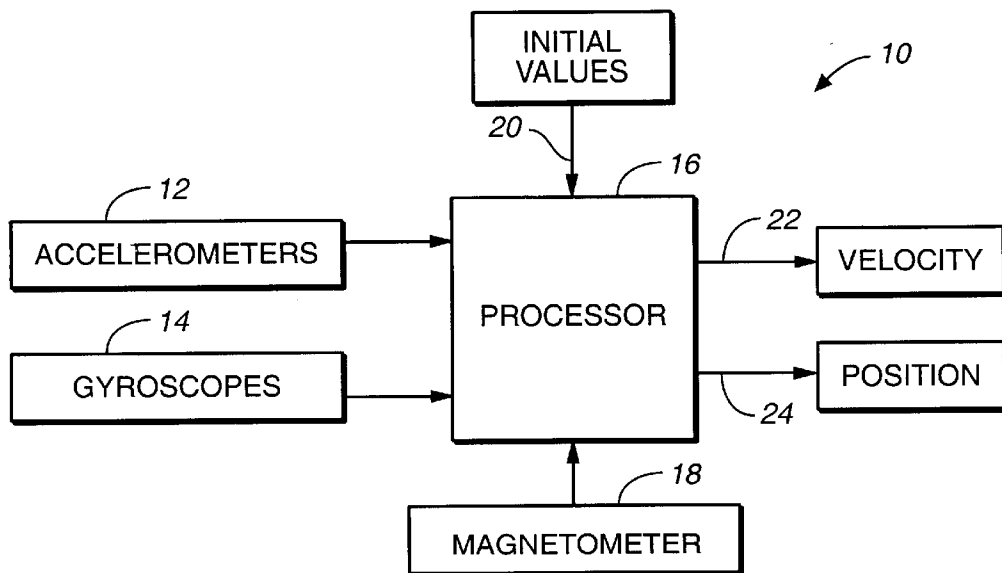 INITIAL
VALUES
10
20
16
12
ACCELEROMETERS
22
VELOCITY
PROCESSOR
14
GYROSCOPES
POSITION
24
18
MAGNETOMETER